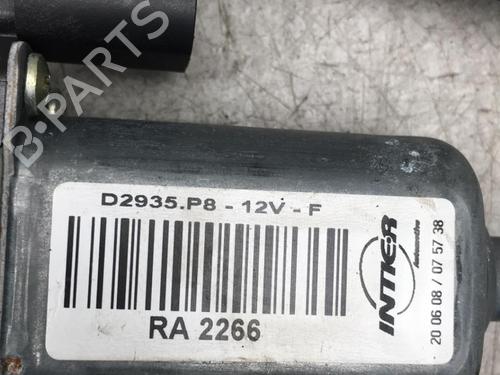 B-PARTS
D2935.P8 - 12V - F
RA 2266
INTIER
Automotive
20 06 08 / 07 57 38